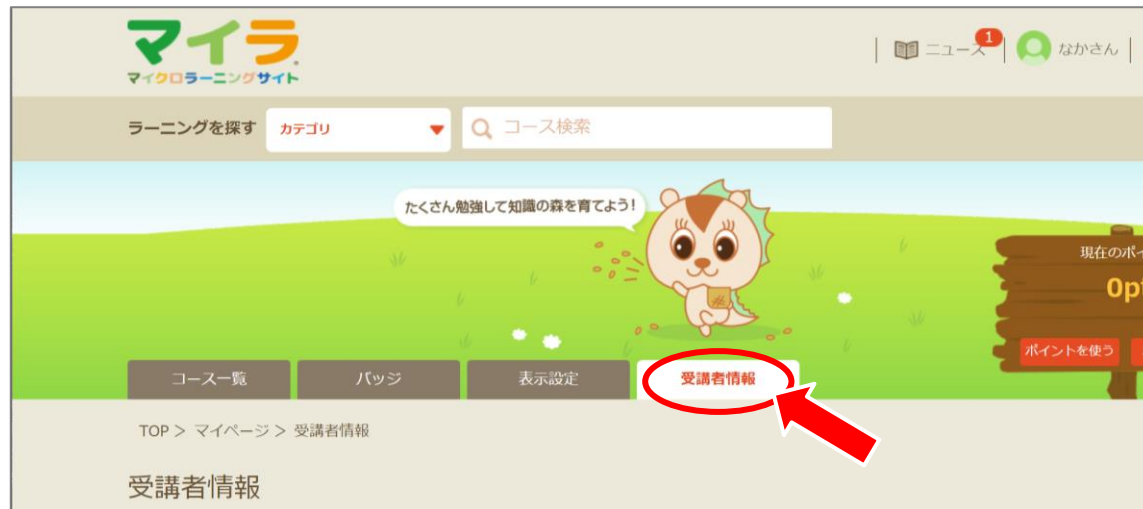 マイラ
マイクロラーニングサイト
ニュース
1
なかさん
ラーニングを探す カテゴリ コース検索
たくさん勉強して知識の森を育てよう!
現在のポイ
0p
ポイントを使う
コース一覧 バッジ 表示設定 受講者情報
TOP > マイページ > 受講者情報
受講者情報